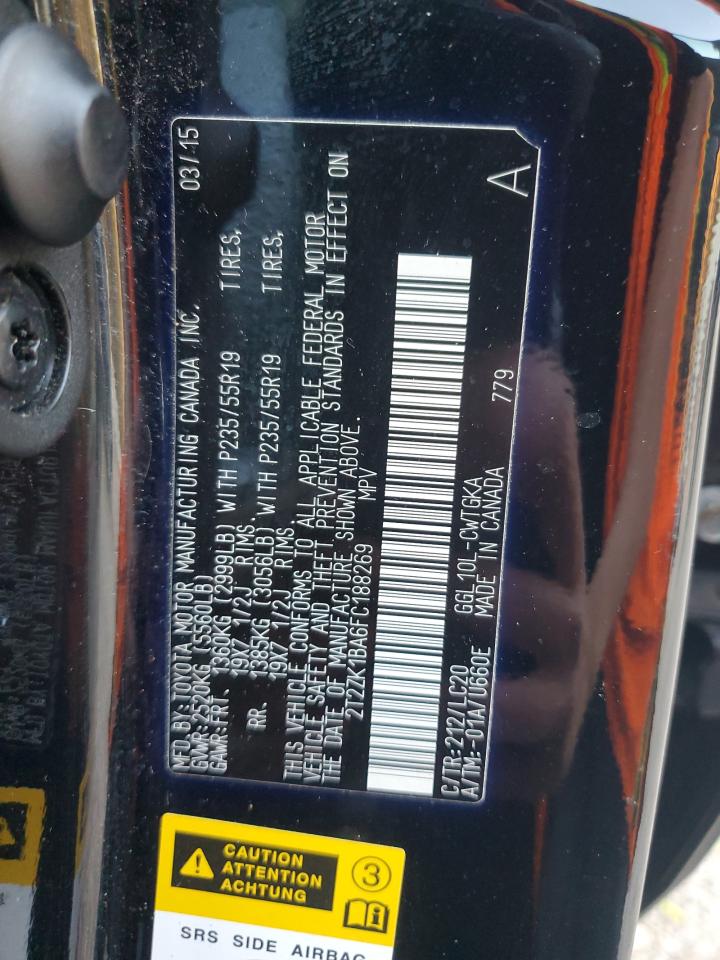 MFD. BY: TOYOTA MOTOR MANUFACTURING CANADA INC. 03/15
GVWR: 2520KG (5560LB)
GAWR: FRT. 1360KG (2999LB) WITH P235/55R19 TIRES,
19X7 1/2J RIMS.
RR. 1385KG (3056LB) WITH P235/55R19 TIRES,
19X7 1/2J RIMS.
THIS VEHICLE CONFORMS TO ALL APPLICABLE FEDERAL MOTOR
VEHICLE SAFETY AND THEFT PREVENTION STANDARDS IN EFFECT ON
THE DATE OF MANUFACTURE SHOWN ABOVE.
2T2ZK1BA6FC188269 MPV
C/TR: 212/LC20 GGL10L-CWTGKA
A/TM: -01A/U660E MADE IN CANADA 779 A
CAUTION
ATTENTION
ACHTUNG
3
SRS SIDE AIRBAG